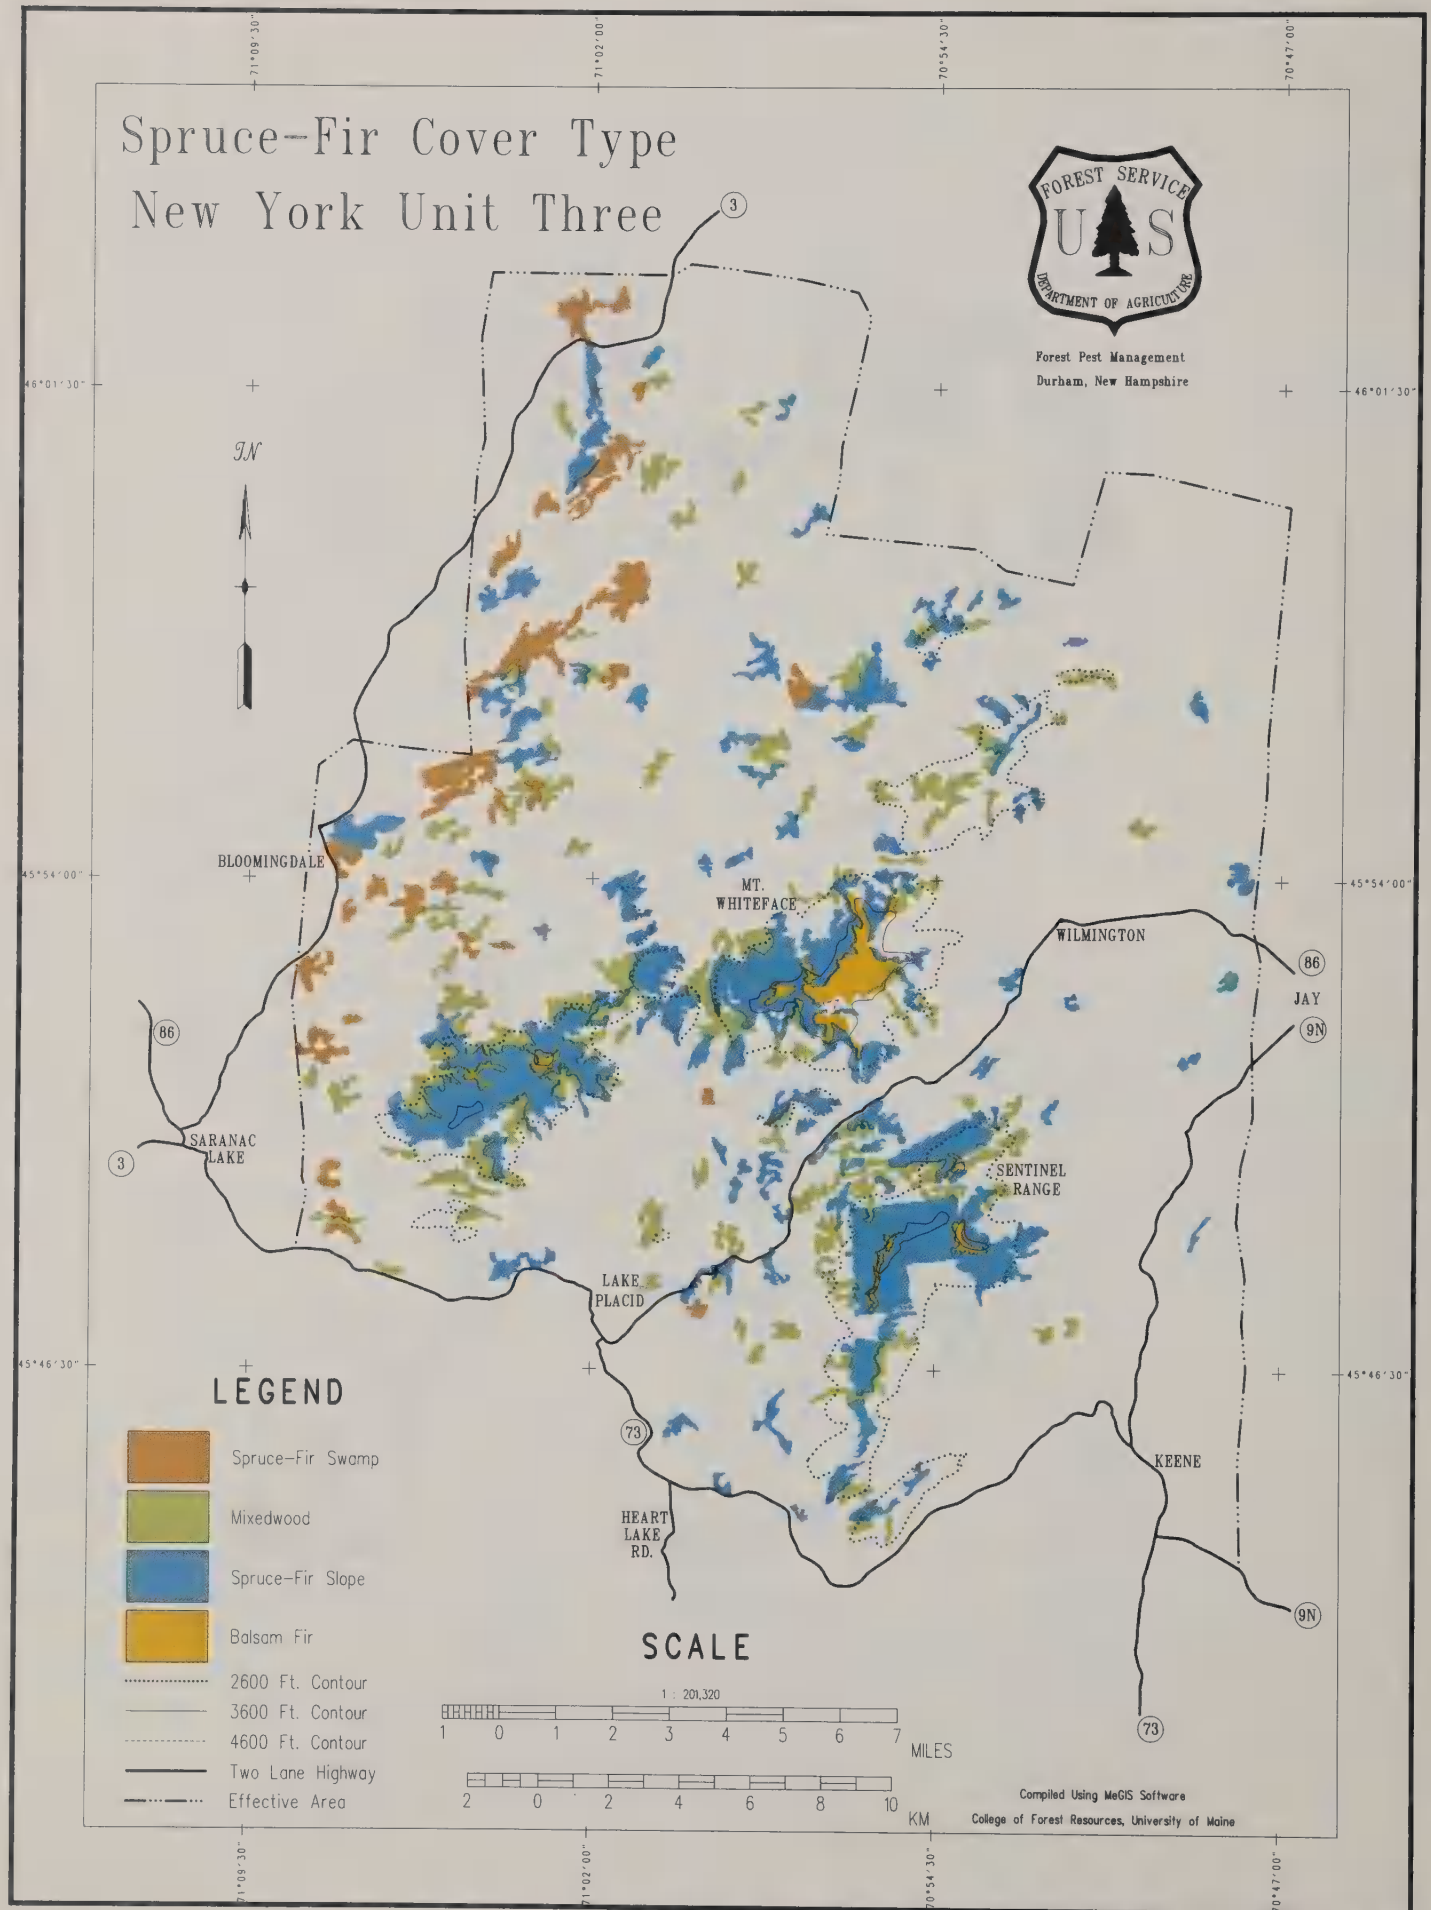 71°09'30"
71°02'00"
70°54'30"
70°47'00"
Spruce-Fir Cover Type
New York Unit Three
FOREST SERVICE
U S
DEPARTMENT OF AGRICULTURE
Forest Pest Management
Durham, New Hampshire
3
46°01'30"
46°01'30"
N
BLOOMINGDALE
45°54'00"
45°54'00"
MT.
WHITEFACE
WILMINGTON
86
JAY
9N
86
SARANAC
LAKE
3
SENTINEL
RANGE
LAKE
PLACID
45°46'30"
45°46'30"
73
KEENE
HEART
LAKE
RD.
9N
73
LEGEND
Spruce-Fir Swamp
Mixedwood
Spruce-Fir Slope
Balsam Fir
2600 Ft. Contour
3600 Ft. Contour
4600 Ft. Contour
Two Lane Highway
Effective Area
SCALE
1 : 201,320
1 0 1 2 3 4 5 6 7
MILES
2 0 2 4 6 8 10
KM
Compiled Using MeGIS Software
College of Forest Resources, University of Maine
71°09'30"
71°02'00"
70°54'30"
70°47'00"